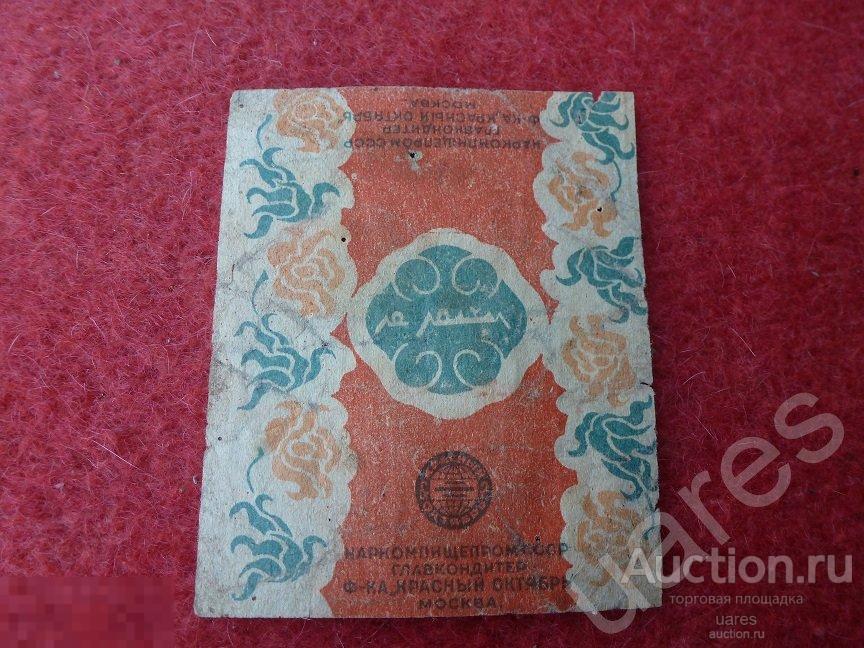 НАРКОМПИЩЕПРОМ СССР
ГЛАВКОНДИТЕР
Ф-КА „КРАСНЫЙ ОКТЯБРЬ
МОСКВА
НАРКОМПИЩЕПРОМ СССР
ГЛАВКОНДИТЕР
Ф-КА „КРАСНЫЙ ОКТЯБРЬ
МОСКВА
uares
Auction.ru
торговая площадка
uares
auction.ru